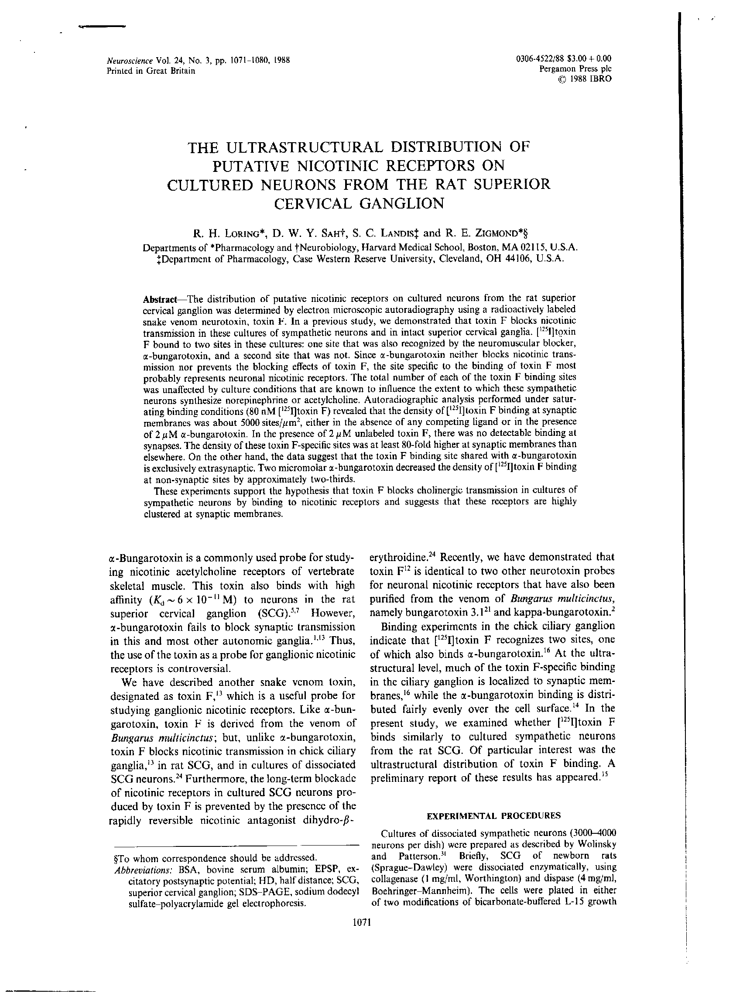 Neuroscience Vol. 24, No. 3, pp. 1071–1080, 1988
Printed in Great Britain
0306-4522/88 $3.00 + 0.00
Pergamon Press plc
© 1988 IBRO
THE ULTRASTRUCTURAL DISTRIBUTION OF
PUTATIVE NICOTINIC RECEPTORS ON
CULTURED NEURONS FROM THE RAT SUPERIOR
CERVICAL GANGLION
R. H. LORING*, D. W. Y. SAH†, S. C. LANDIS‡ and R. E. ZIGMOND*§
Departments of *Pharmacology and †Neurobiology, Harvard Medical School, Boston, MA 02115, U.S.A.
‡Department of Pharmacology, Case Western Reserve University, Cleveland, OH 44106, U.S.A.
Abstract—The distribution of putative nicotinic receptors on cultured neurons from the rat superior
cervical ganglion was determined by electron microscopic autoradiography using a radioactively labeled
snake venom neurotoxin, toxin F. In a previous study, we demonstrated that toxin F blocks nicotinic
transmission in these cultures of sympathetic neurons and in intact superior cervical ganglia. [¹²⁵I]toxin
F bound to two sites in these cultures: one site that was also recognized by the neuromuscular blocker,
α-bungarotoxin, and a second site that was not. Since α-bungarotoxin neither blocks nicotinic trans-
mission nor prevents the blocking effects of toxin F, the site specific to the binding of toxin F most
probably represents neuronal nicotinic receptors. The total number of each of the toxin F binding sites
was unaffected by culture conditions that are known to influence the extent to which these sympathetic
neurons synthesize norepinephrine or acetylcholine. Autoradiographic analysis performed under satur-
ating binding conditions (80 nM [¹²⁵I]toxin F) revealed that the density of [¹²⁵I]toxin F binding at synaptic
membranes was about 5000 sites/μm², either in the absence of any competing ligand or in the presence
of 2 μM α-bungarotoxin. In the presence of 2 μM unlabeled toxin F, there was no detectable binding at
synapses. The density of these toxin F-specific sites was at least 80-fold higher at synaptic membranes than
elsewhere. On the other hand, the data suggest that the toxin F binding site shared with α-bungarotoxin
is exclusively extrasynaptic. Two micromolar α-bungarotoxin decreased the density of [¹²⁵I]toxin F binding
at non-synaptic sites by approximately two-thirds.
These experiments support the hypothesis that toxin F blocks cholinergic transmission in cultures of
sympathetic neurons by binding to nicotinic receptors and suggests that these receptors are highly
clustered at synaptic membranes.
α-Bungarotoxin is a commonly used probe for study-
ing nicotinic acetylcholine receptors of vertebrate
skeletal muscle. This toxin also binds with high
affinity (K_d ~ 6 × 10⁻¹¹ M) to neurons in the rat
superior cervical ganglion (SCG).⁵,⁷ However,
α-bungarotoxin fails to block synaptic transmission
in this and most other autonomic ganglia.¹,¹³ Thus,
the use of the toxin as a probe for ganglionic nicotinic
receptors is controversial.
We have described another snake venom toxin,
designated as toxin F,¹³ which is a useful probe for
studying ganglionic nicotinic receptors. Like α-bun-
garotoxin, toxin F is derived from the venom of
Bungarus multicinctus; but, unlike α-bungarotoxin,
toxin F blocks nicotinic transmission in chick ciliary
ganglia,¹³ in rat SCG, and in cultures of dissociated
SCG neurons.²⁴ Furthermore, the long-term blockade
of nicotinic receptors in cultured SCG neurons pro-
duced by toxin F is prevented by the presence of the
rapidly reversible nicotinic antagonist dihydro-β-
§To whom correspondence should be addressed.
Abbreviations: BSA, bovine serum albumin; EPSP, ex-
citatory postsynaptic potential; HD, half distance; SCG,
superior cervical ganglion; SDS-PAGE, sodium dodecyl
sulfate–polyacrylamide gel electrophoresis.
erythroidine.²⁴ Recently, we have demonstrated that
toxin F¹² is identical to two other neurotoxin probes
for neuronal nicotinic receptors that have also been
purified from the venom of Bungarus multicinctus,
namely bungarotoxin 3.1²¹ and kappa-bungarotoxin.²
Binding experiments in the chick ciliary ganglion
indicate that [¹²⁵I]toxin F recognizes two sites, one
of which also binds α-bungarotoxin.¹⁶ At the ultra-
structural level, much of the toxin F-specific binding
in the ciliary ganglion is localized to synaptic mem-
branes,¹⁶ while the α-bungarotoxin binding is distri-
buted fairly evenly over the cell surface.¹⁴ In the
present study, we examined whether [¹²⁵I]toxin F
binds similarly to cultured sympathetic neurons
from the rat SCG. Of particular interest was the
ultrastructural distribution of toxin F binding. A
preliminary report of these results has appeared.¹⁵
EXPERIMENTAL PROCEDURES
Cultures of dissociated sympathetic neurons (3000–4000
neurons per dish) were prepared as described by Wolinsky
and Patterson.³¹ Briefly, SCG of newborn rats
(Sprague–Dawley) were dissociated enzymatically, using
collagenase (1 mg/ml, Worthington) and dispase (4 mg/ml,
Boehringer–Mannheim). The cells were plated in either
of two modifications of bicarbonate-buffered L-15 growth
1071